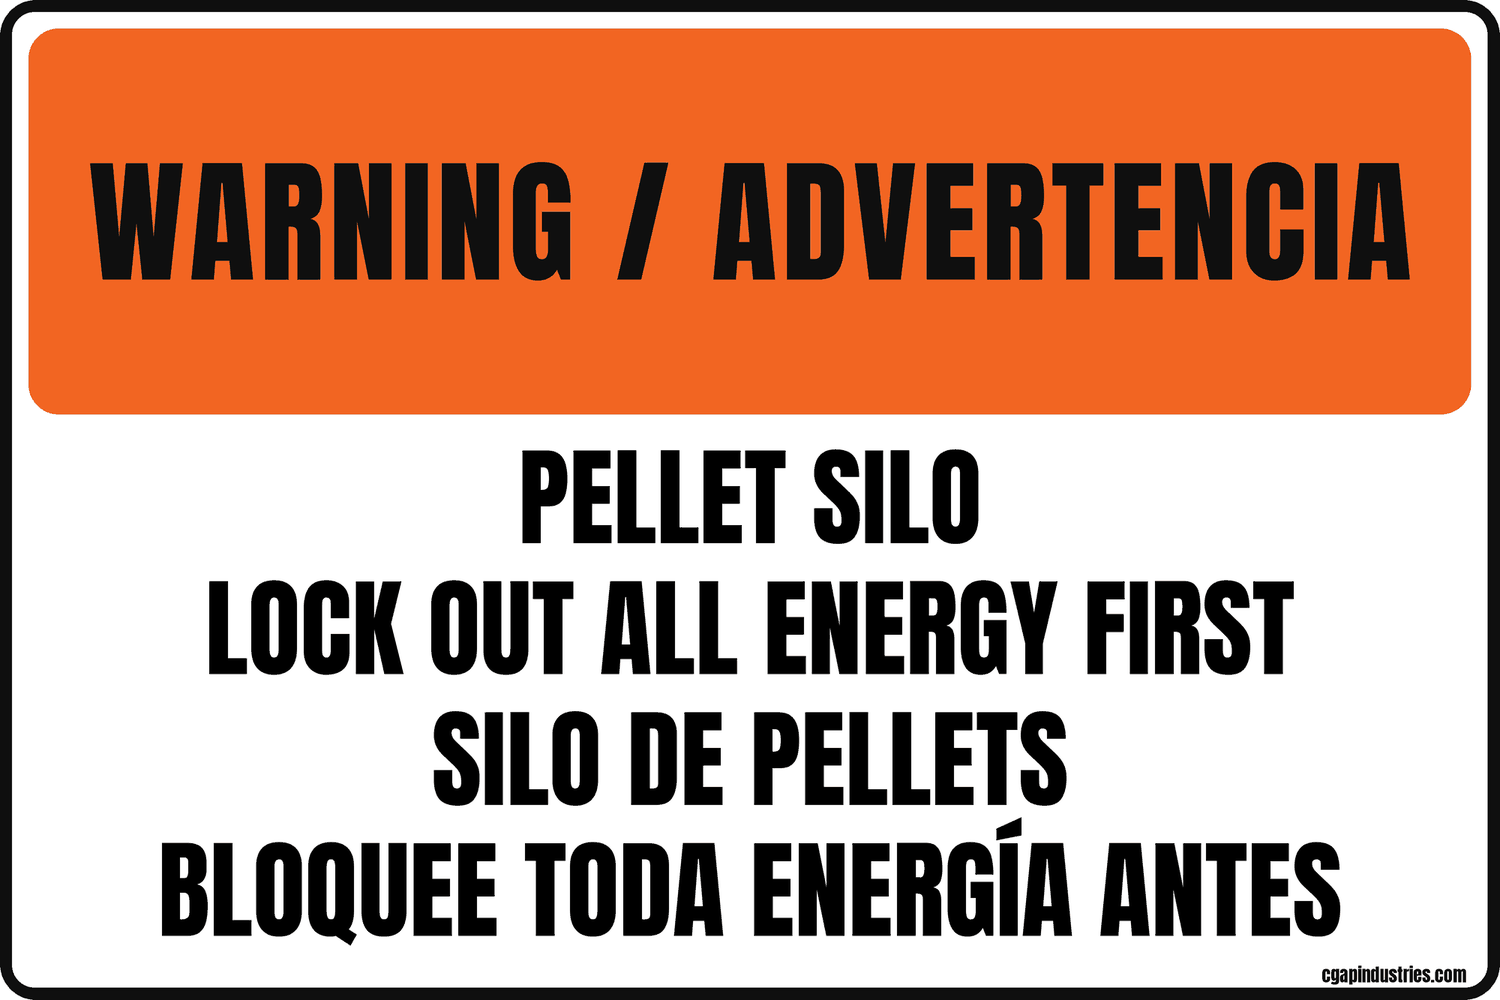 WARNING / ADVERTENCIA
PELLET SILO
LOCK OUT ALL ENERGY FIRST
SILO DE PELLETS
BLOQUEE TODA ENERGÍA ANTES
cgapindustries.com